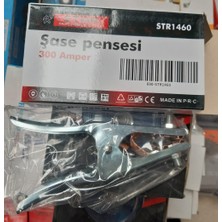 STR1460
Şase pensesi
300 Amper
MADE IN P.R.C